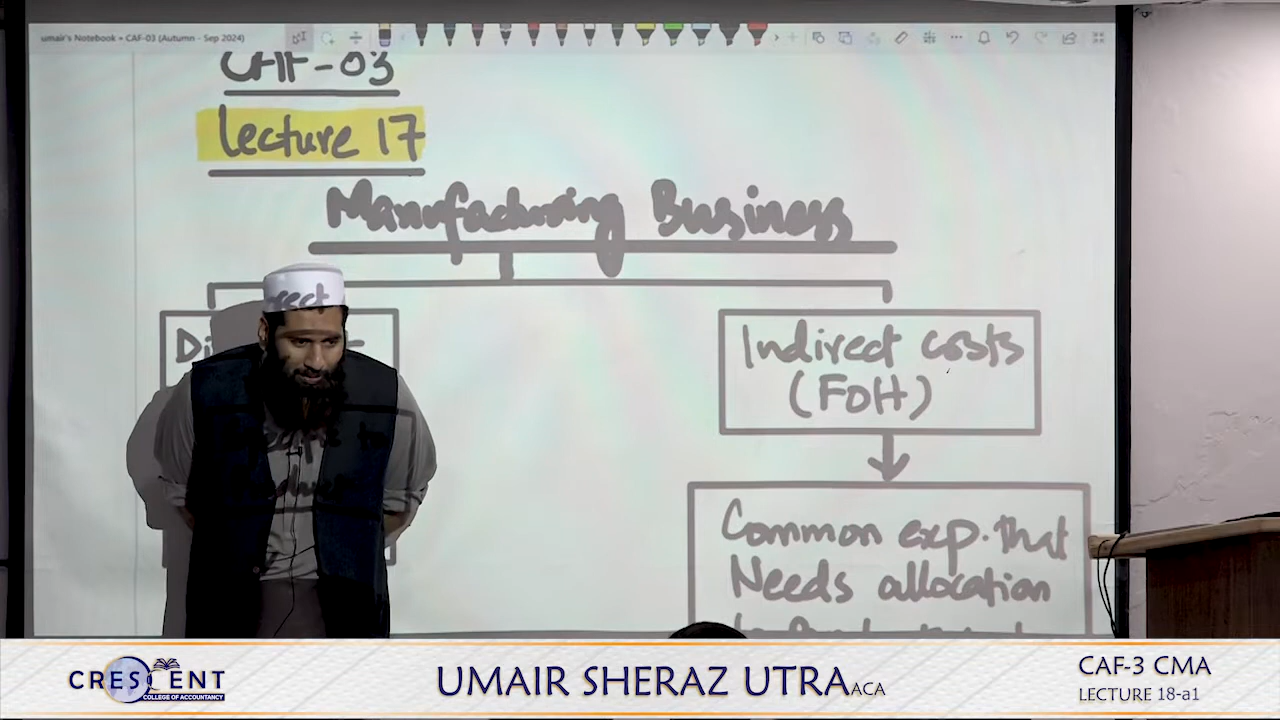 umair's Notebook » CAF-03 (Autumn - Sep 2024)
CAF-03
Lecture 17
Manufacturing Business
Indirect costs
(FOH)
Common exp. that
Needs allocation
CRESCENT
COLLEGE OF ACCOUNTANCY
UMAIR SHERAZ UTRA ACA
CAF-3 CMA
LECTURE 18-a1